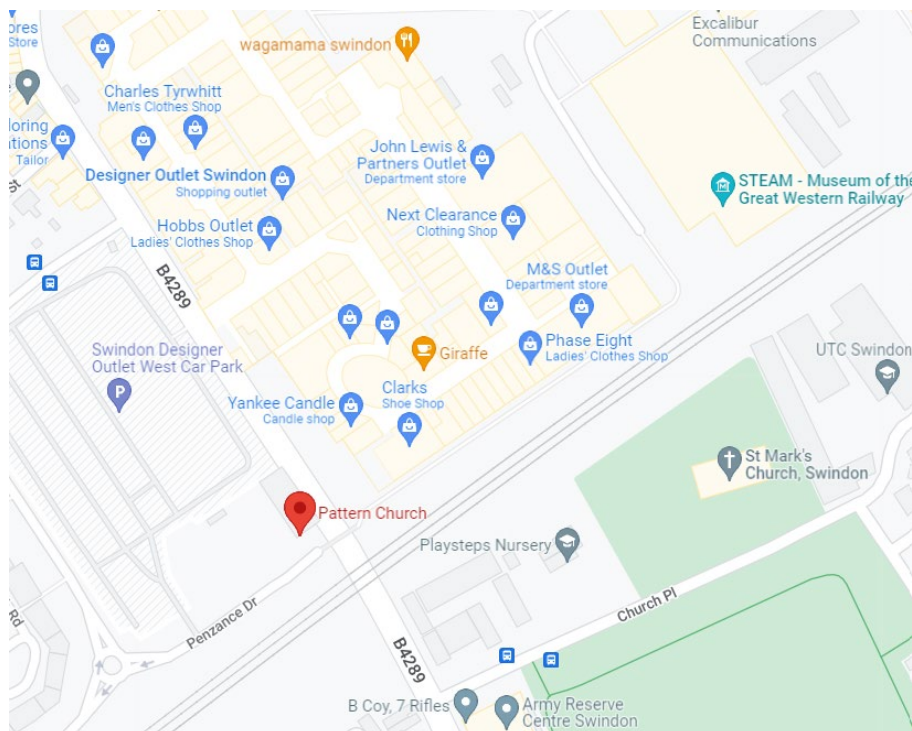 ores
Store
wagamama swindon
Excalibur
Communications
Charles Tyrwhitt
Men's Clothes Shop
e
loring
ations
Tailor
John Lewis &
Partners Outlet
Department store
Designer Outlet Swindon
Shopping outlet
STEAM - Museum of the
Great Western Railway
St
Hobbs Outlet
Ladies' Clothes Shop
Next Clearance
Clothing Shop
B4289
M&S Outlet
Department store
Swindon Designer
Outlet West Car Park
P
Giraffe
Phase Eight
Ladies' Clothes Shop
UTC Swindon
Yankee Candle
Candle shop
Clarks
Shoe Shop
St Mark's
Church, Swindon
Pattern Church
Playsteps Nursery
Penzance Dr
Church Pl
Rd
B4289
B Coy, 7 Rifles
Army Reserve
Centre Swindon